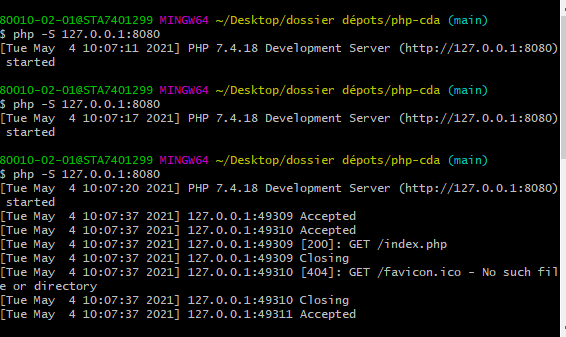 80010-02-01@STA7401299 MINGW64 ~/Desktop/dossier dépots/php-cda (main)
$ php -S 127.0.0.1:8080
[Tue May  4 10:07:11 2021] PHP 7.4.18 Development Server (http://127.0.0.1:8080)
 started
80010-02-01@STA7401299 MINGW64 ~/Desktop/dossier dépots/php-cda (main)
$ php -S 127.0.0.1:8080
[Tue May  4 10:07:17 2021] PHP 7.4.18 Development Server (http://127.0.0.1:8080)
 started
80010-02-01@STA7401299 MINGW64 ~/Desktop/dossier dépots/php-cda (main)
$ php -S 127.0.0.1:8080
[Tue May  4 10:07:20 2021] PHP 7.4.18 Development Server (http://127.0.0.1:8080)
 started
[Tue May  4 10:07:37 2021] 127.0.0.1:49309 Accepted
[Tue May  4 10:07:37 2021] 127.0.0.1:49310 Accepted
[Tue May  4 10:07:37 2021] 127.0.0.1:49309 [200]: GET /index.php
[Tue May  4 10:07:37 2021] 127.0.0.1:49309 Closing
[Tue May  4 10:07:37 2021] 127.0.0.1:49310 [404]: GET /favicon.ico - No such fil
e or directory
[Tue May  4 10:07:37 2021] 127.0.0.1:49310 Closing
[Tue May  4 10:07:37 2021] 127.0.0.1:49311 Accepted